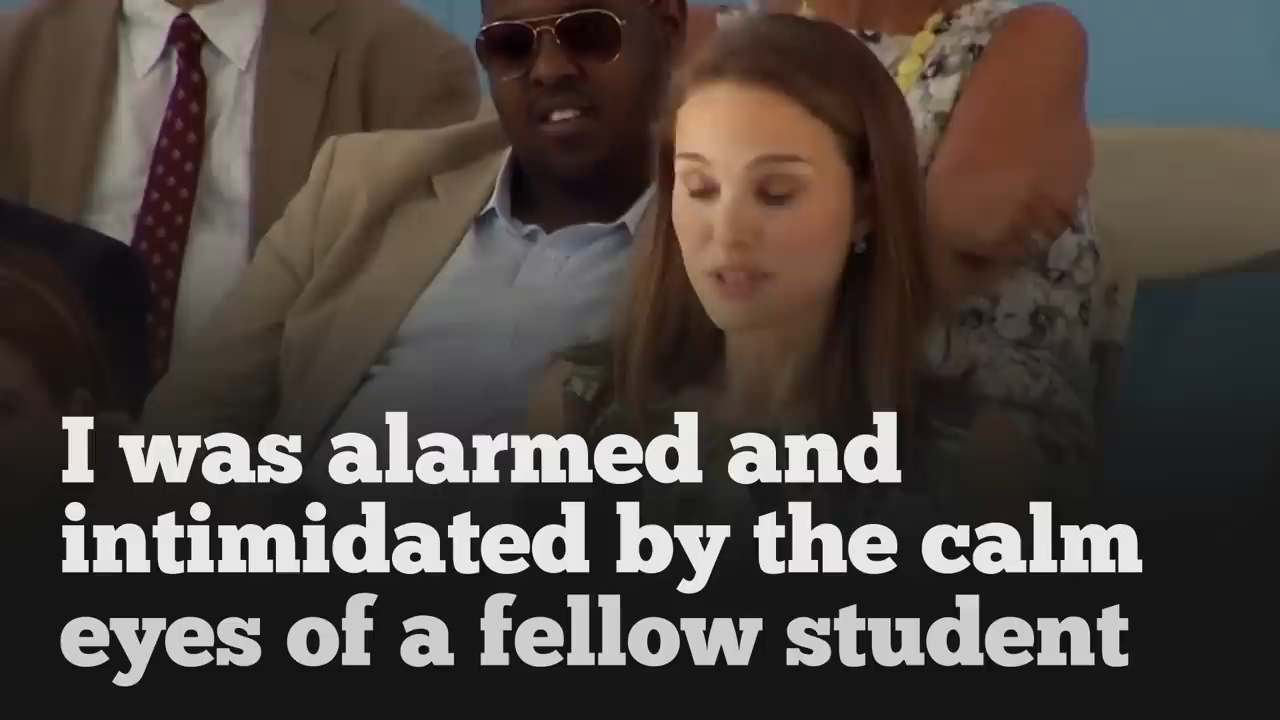 I was alarmed and
intimidated by the calm
eyes of a fellow student